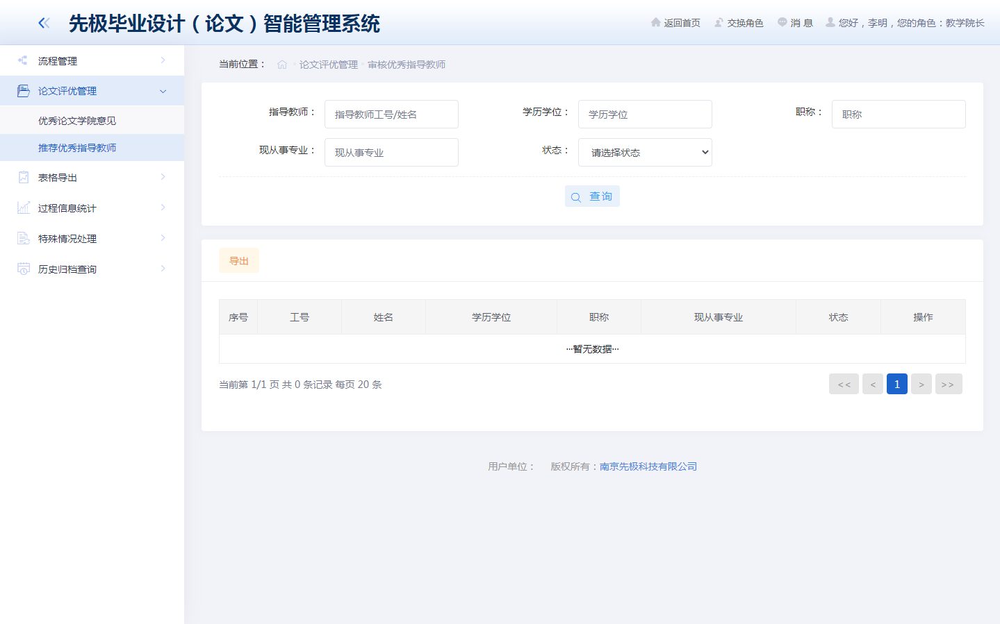 先极毕业设计（论文）智能管理系统
返回首页 交换角色 消 息 您好，李明，您的角色：教学院长
流程管理
论文评优管理
优秀论文学院意见
推荐优秀指导教师
表格导出
过程信息统计
特殊情况处理
历史归档查询
当前位置： 论文评优管理 审核优秀指导教师
指导教师： 指导教师工号/姓名 学历学位： 学历学位 职称： 职称
现从事专业： 现从事专业 状态： 请选择状态
查询
导出
序号 工号 姓名 学历学位 职称 现从事专业 状态 操作
···暂无数据···
当前第 1/1 页 共 0 条记录 每页 20 条 << < 1 > >>
用户单位： 版权所有：南京先极科技有限公司